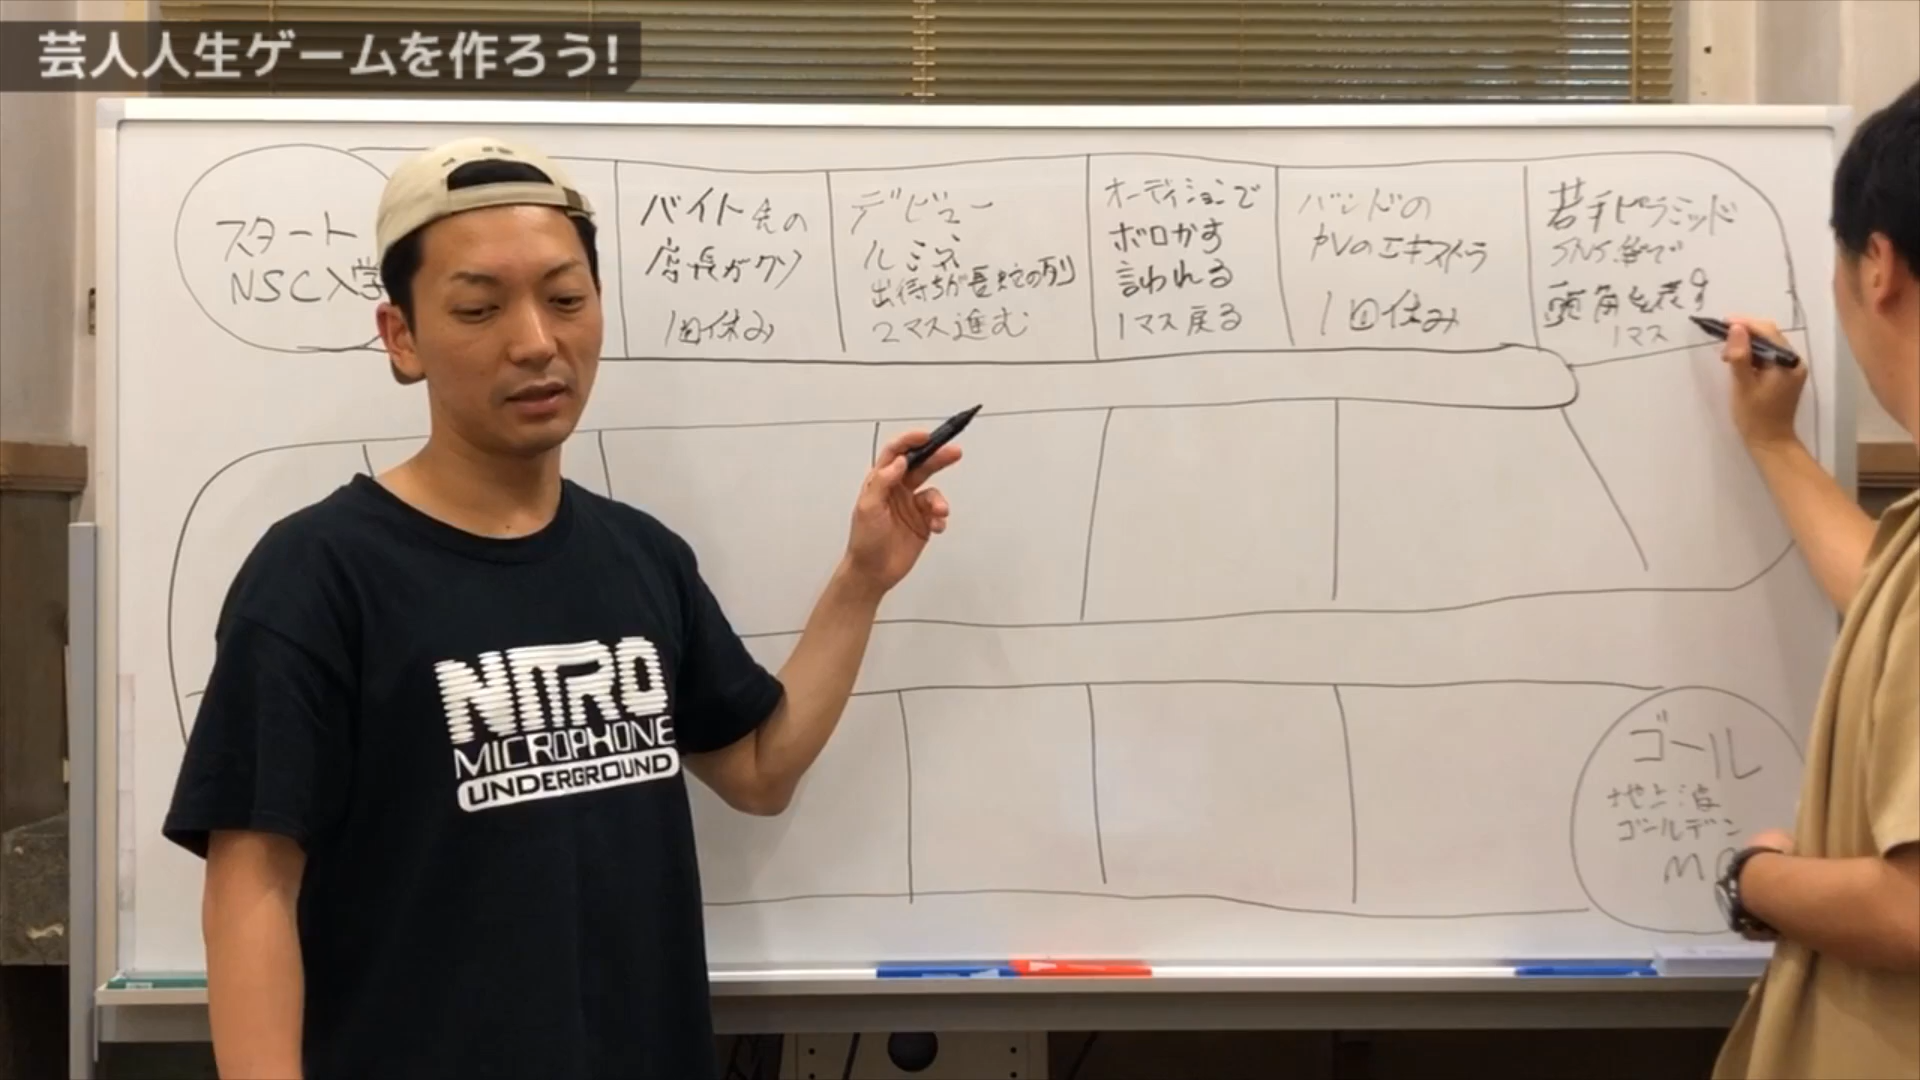 芸人人生ゲームを作ろう!
スタート
NSC入学
バイト先の
店長がクソ
1回休み
デビュー
ルミネ
出待ちが長蛇の列
2マス進む
オーディションで
ボロカす
言われる
1マス戻る
バンドの
PVのエキストラ
1回休み
若手ピラミッド
SNS等で
頭角を表す
1マス
ゴール
地上波
ゴールデン
NITRO
MICROPHONE
UNDERGROUND